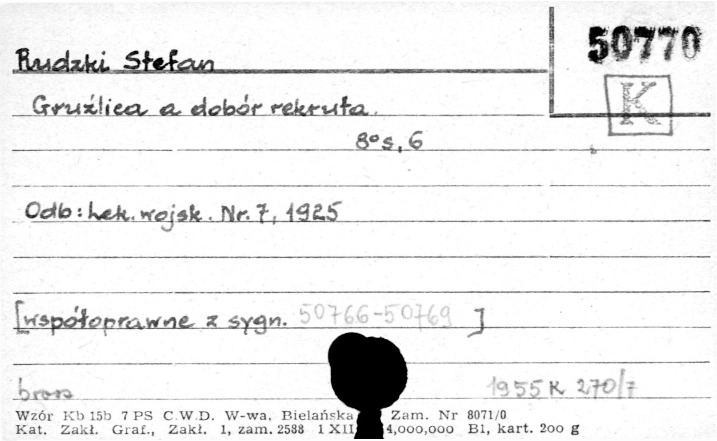 50770
Rudzki Stefan
K
Gruźlica a dobór rekruta.
8° s, 6
Odb: Lek. wojsk. Nr. 7, 1925
[współoprawne z sygn. 50766-50769]
brosz 1955 K 270/7
Wzór Kb 15b 7 PS C.W.D. W-wa, Bielańska Zam. Nr 8071/0
Kat. Zakł. Graf., Zakł. 1, zam. 2588 1 XII 4,000,000 B1, kart. 200 g